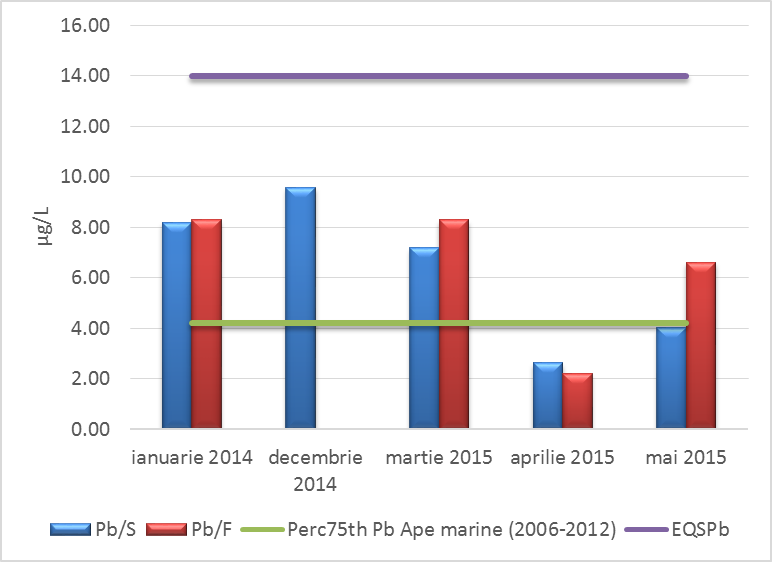 16.00
14.00
12.00
10.00
8.00
6.00
4.00
2.00
0.00
µg/L
ianuarie 2014
decembrie
2014
martie 2015
aprilie 2015
mai 2015
Pb/S
Pb/F
Perc75th Pb Ape marine (2006-2012)
EQSPb